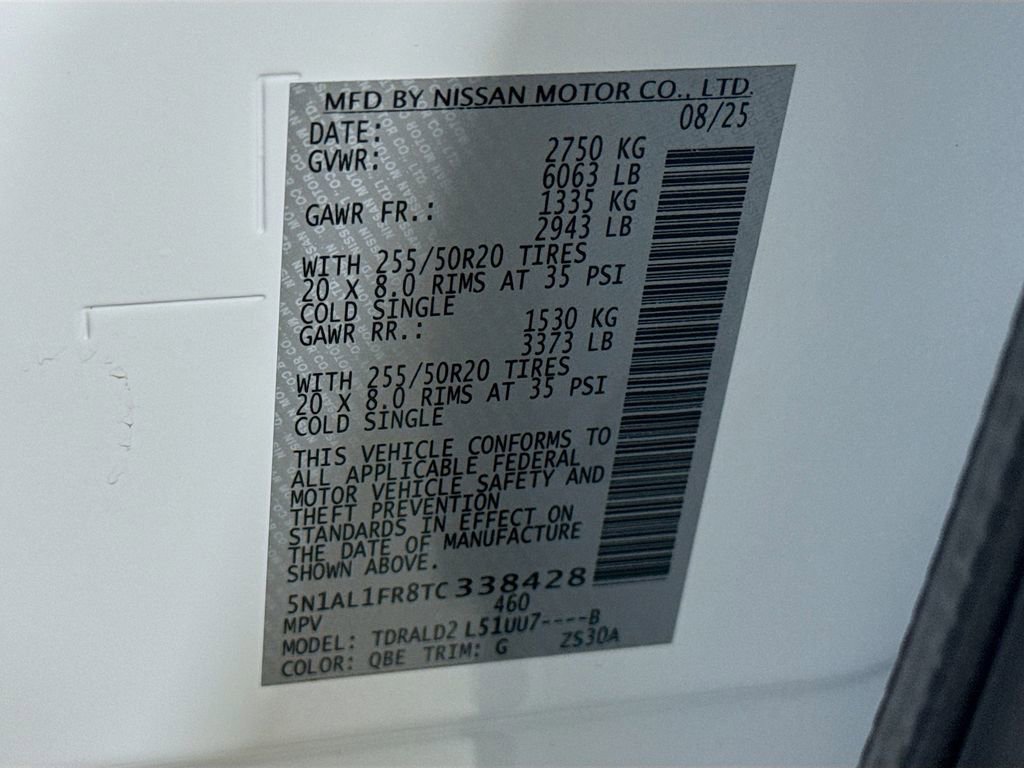 MFD BY NISSAN MOTOR CO., LTD.
DATE: 08/25
GVWR: 2750 KG
6063 LB
GAWR FR.: 1335 KG
2943 LB
WITH 255/50R20 TIRES
20 X 8.0 RIMS AT 35 PSI
COLD SINGLE
GAWR RR.: 1530 KG
3373 LB
WITH 255/50R20 TIRES
20 X 8.0 RIMS AT 35 PSI
COLD SINGLE
THIS VEHICLE CONFORMS TO
ALL APPLICABLE FEDERAL
MOTOR VEHICLE SAFETY AND
THEFT PREVENTION
STANDARDS IN EFFECT ON
THE DATE OF MANUFACTURE
SHOWN ABOVE.
5N1AL1FR8TC338428
MPV 460
MODEL: TDRALD2 L51UU7----B
COLOR: QBE TRIM: G ZS30A